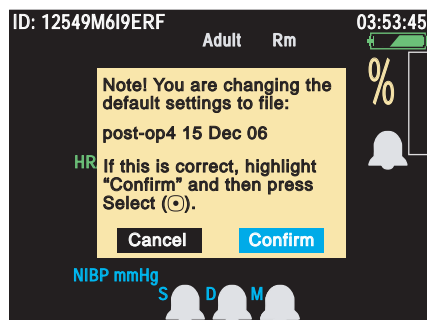 ID: 12549M6I9ERF 03:53:45
Adult Rm
%
Note! You are changing the
default settings to file:
post-op4 15 Dec 06
HR
If this is correct, highlight
“Confirm” and then press
Select (⊙).
Cancel Confirm
NIBP mmHg
S D M